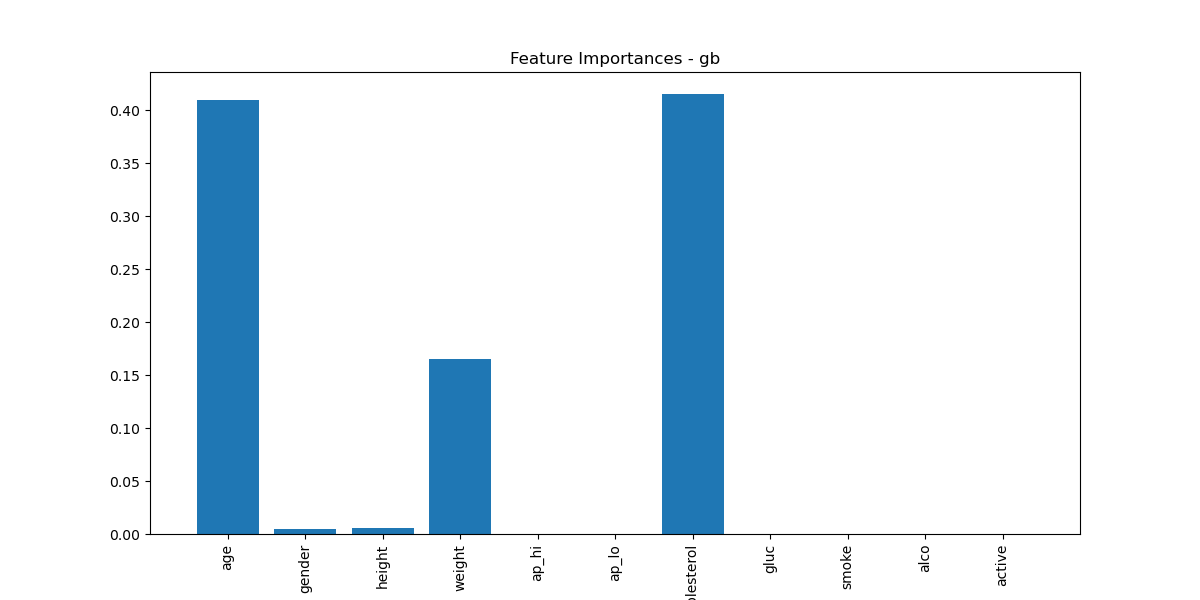 Feature Importances - gb
0.40
0.35
0.30
0.25
0.20
0.15
0.10
0.05
0.00
age
gender
height
weight
ap_hi
ap_lo
olesterol
gluc
smoke
alco
active